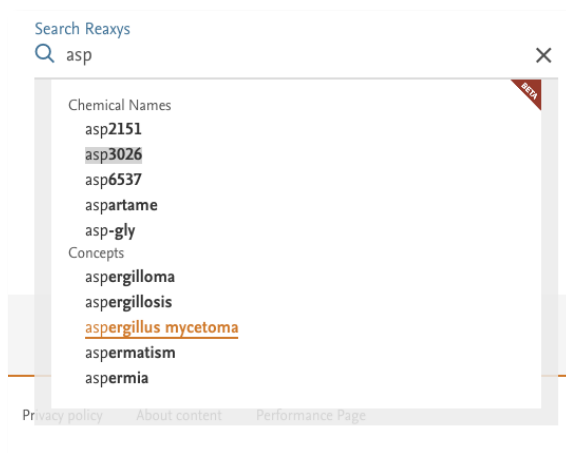 Search Reaxys
asp
BETA
Chemical Names
asp2151
asp3026
asp6537
aspartame
asp-gly
Concepts
aspergilloma
aspergillosis
aspergillus mycetoma
aspermatism
aspermia
Privacy policy About content Performance Page